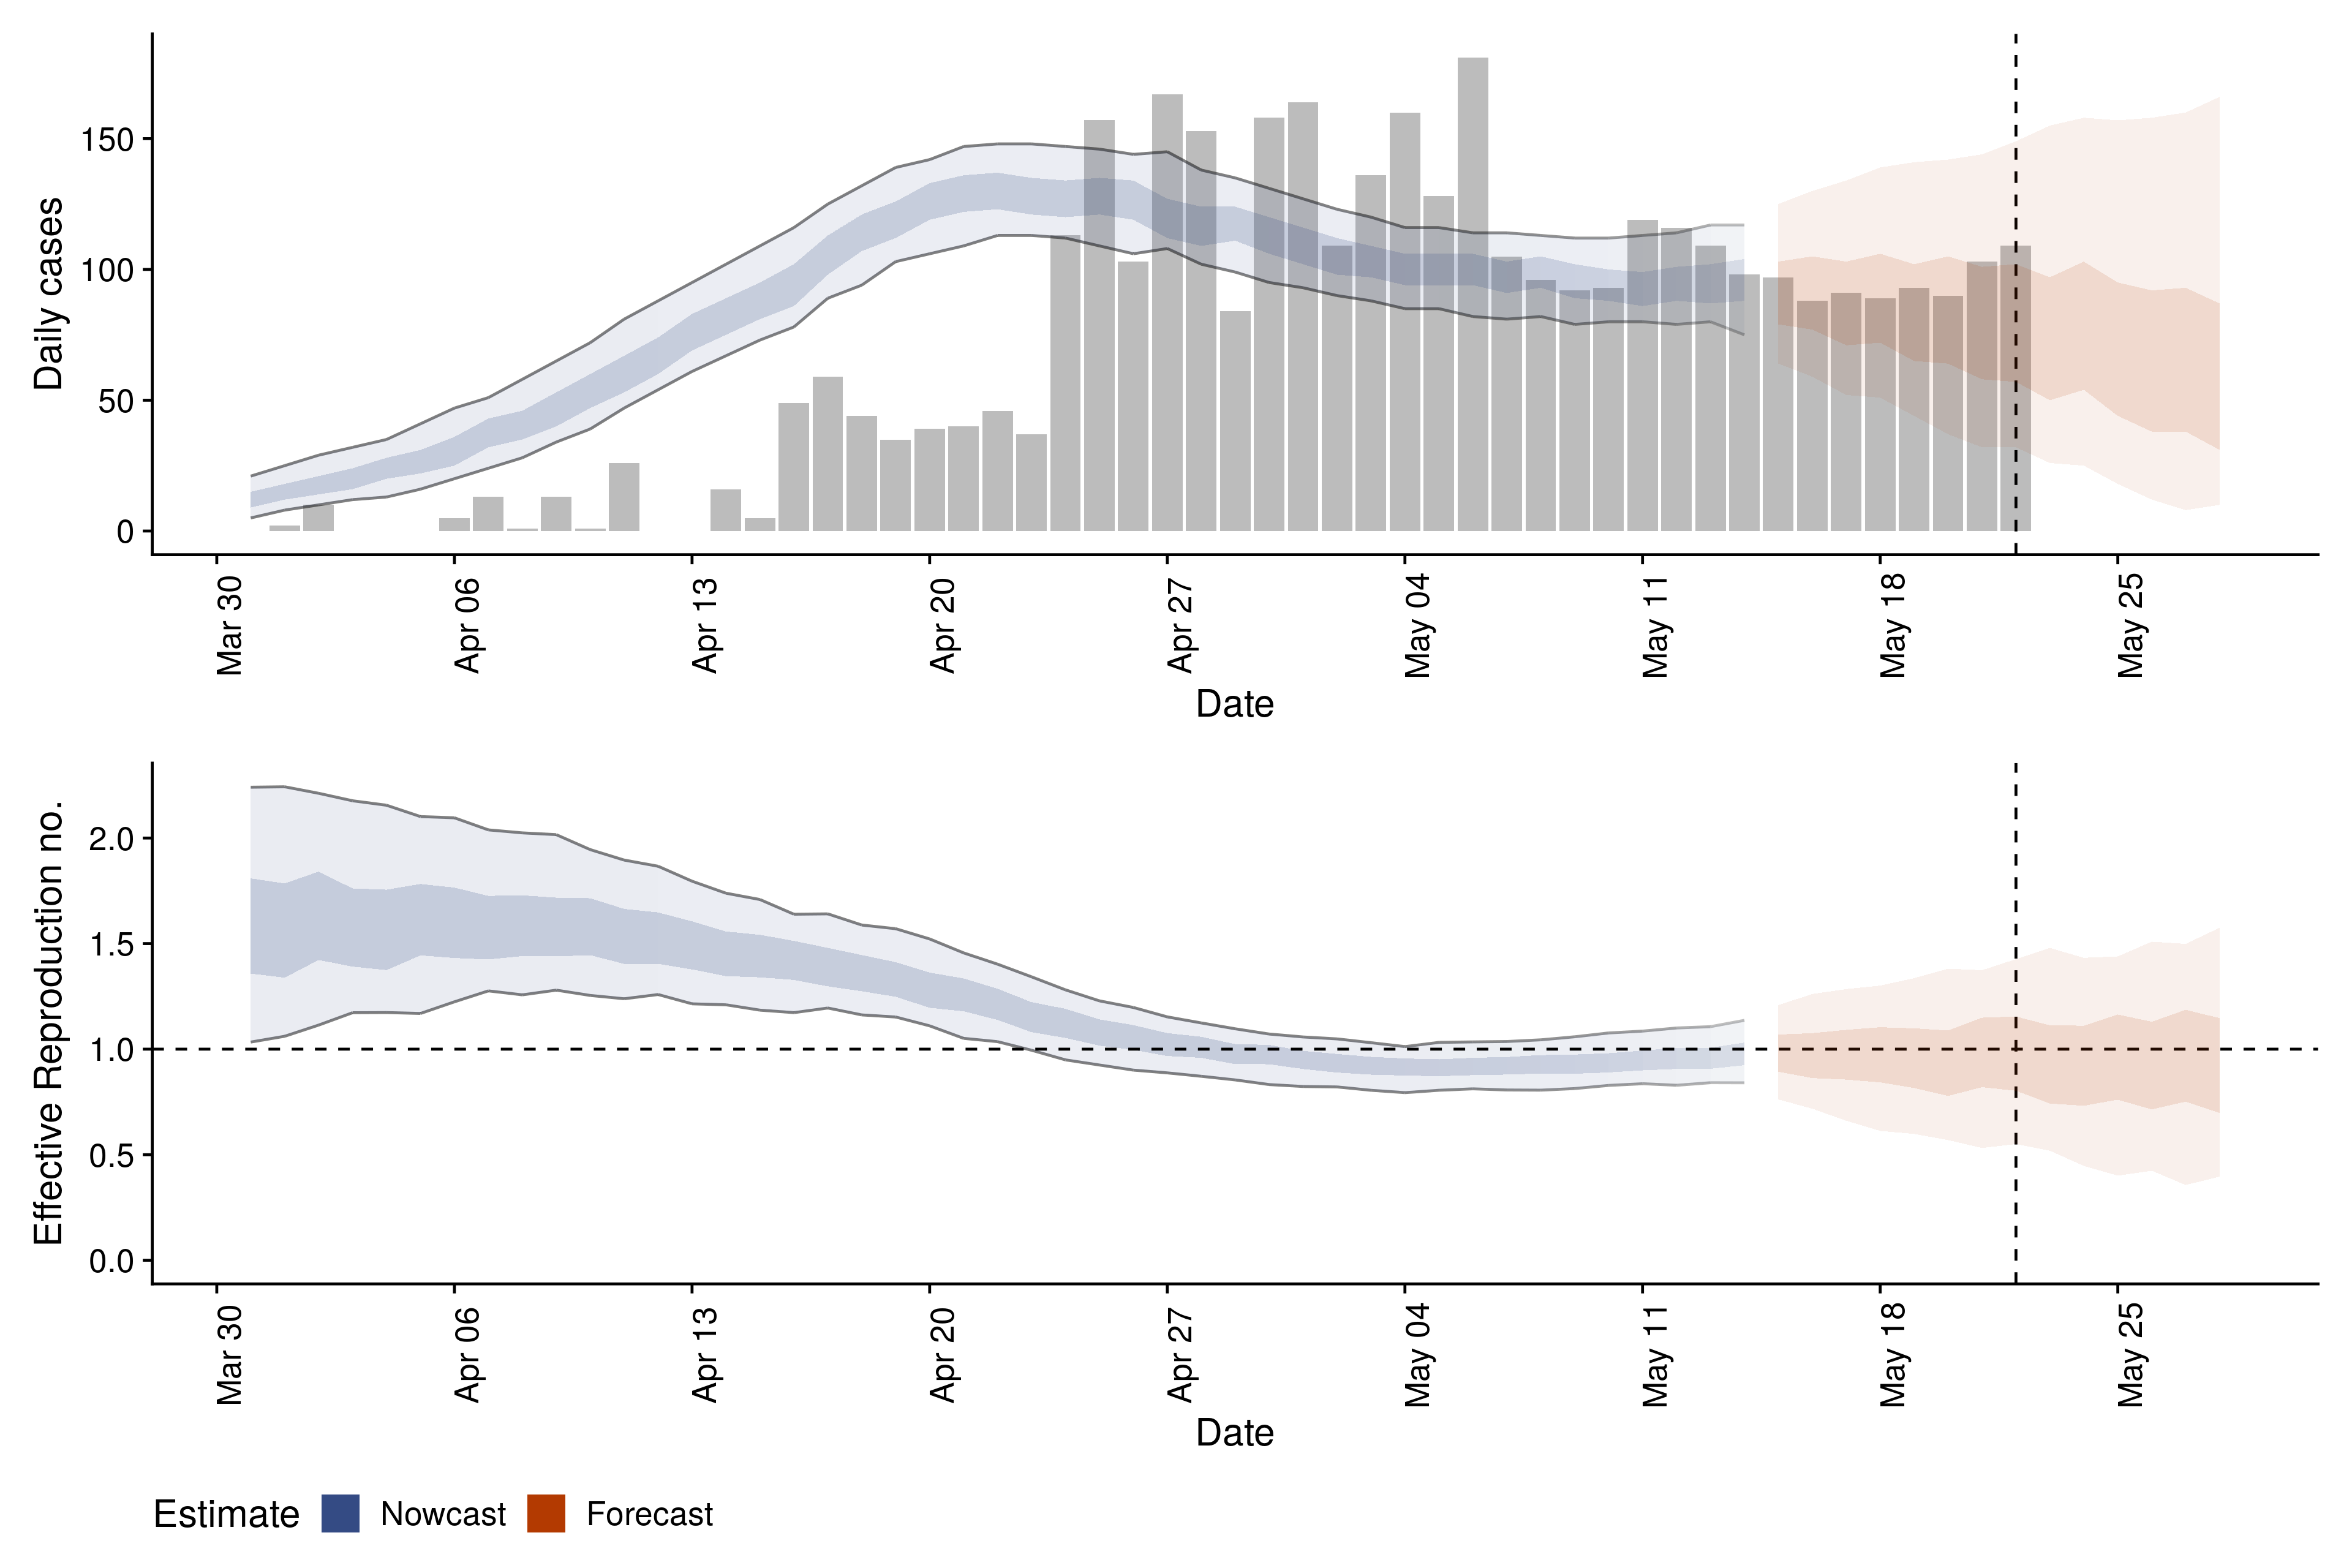 Daily cases
150
100
50
0
Mar 30
Apr 06
Apr 13
Apr 20
Apr 27
May 04
May 11
May 18
May 25
Date
Effective Reproduction no.
2.0
1.5
1.0
0.5
0.0
Mar 30
Apr 06
Apr 13
Apr 20
Apr 27
May 04
May 11
May 18
May 25
Date
Estimate Nowcast Forecast